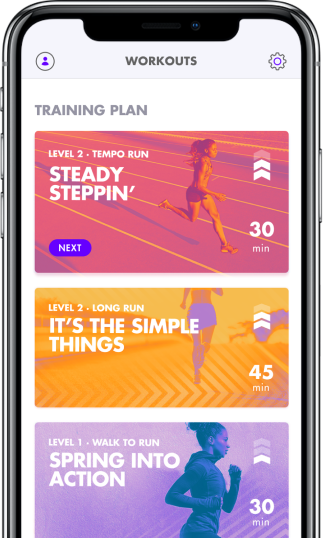 WORKOUTS
TRAINING PLAN
LEVEL 2 • TEMPO RUN
STEADY
STEPPIN’
30
min
NEXT
LEVEL 2 • LONG RUN
IT’S THE SIMPLE
THINGS
45
min
LEVEL 1 • WALK TO RUN
SPRING INTO
ACTION
30
min